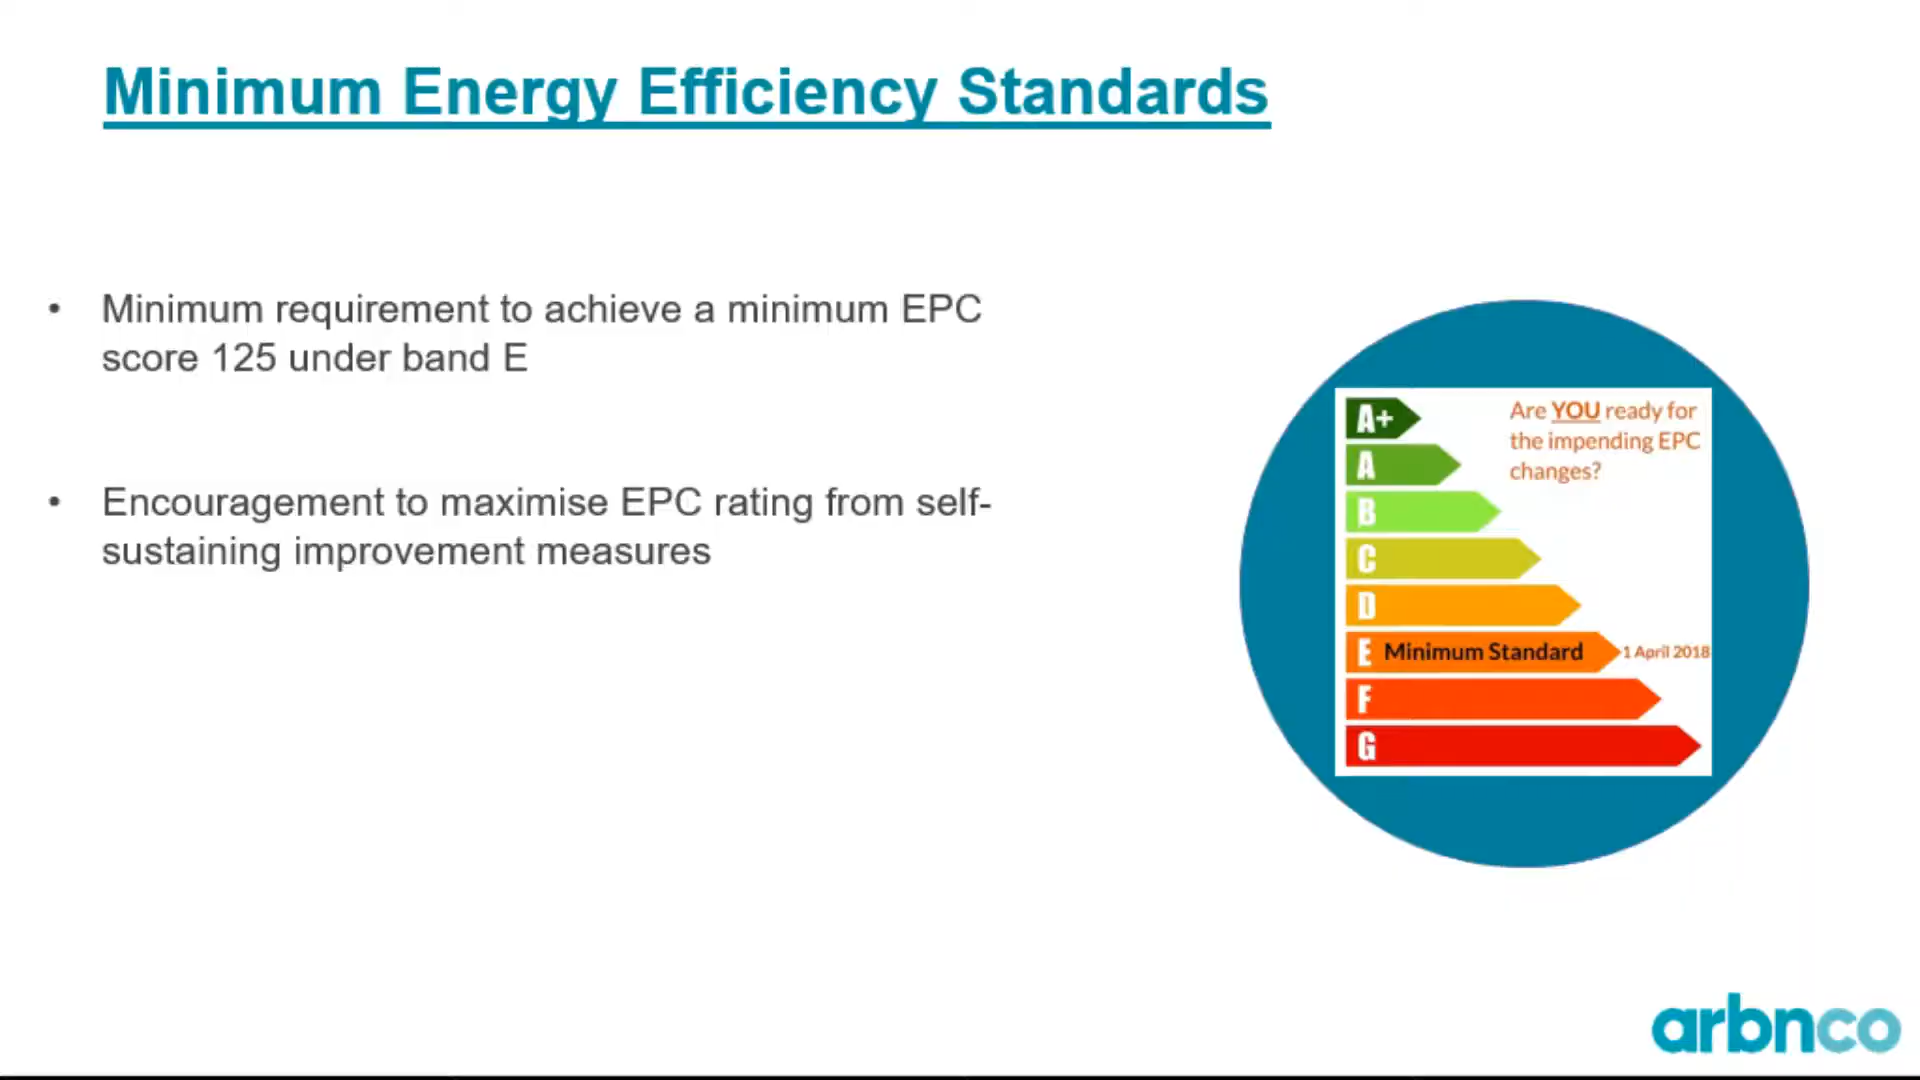 Minimum Energy Efficiency Standards
• Minimum requirement to achieve a minimum EPC
score 125 under band E
• Encouragement to maximise EPC rating from self-
sustaining improvement measures
Are YOU ready for
the impending EPC
changes?
A+
A
B
C
D
E Minimum Standard 1 April 2018
F
G
arbnco